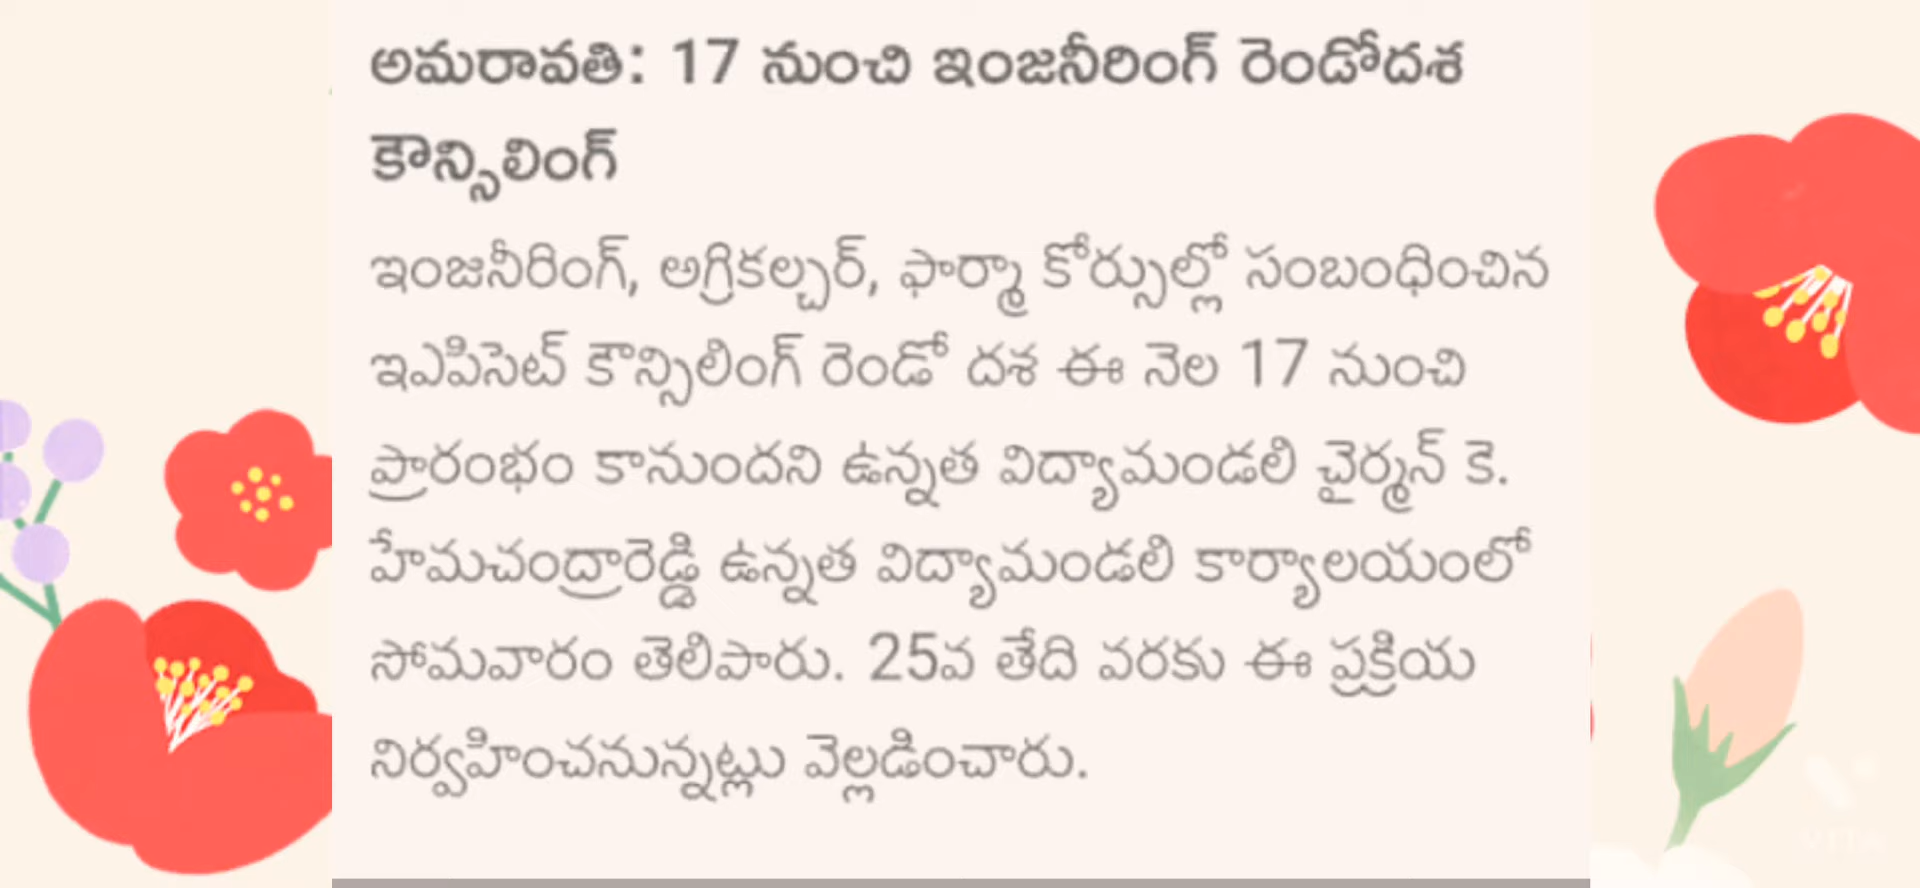 అమరావతి: 17 నుంచి ఇంజనీరింగ్ రెండోదశ
కౌన్సిలింగ్
ఇంజనీరింగ్, అగ్రికల్చర్, ఫార్మా కోర్సుల్లో సంబంధించిన
ఇఎపిసెట్ కౌన్సిలింగ్ రెండో దశ ఈ నెల 17 నుంచి
ప్రారంభం కానుందని ఉన్నత విద్యామండలి చైర్మన్ కె.
హేమచంద్రారెడ్డి ఉన్నత విద్యామండలి కార్యాలయంలో
సోమవారం తెలిపారు. 25వ తేది వరకు ఈ ప్రక్రియ
నిర్వహించనున్నట్లు వెల్లడించారు.
VITA